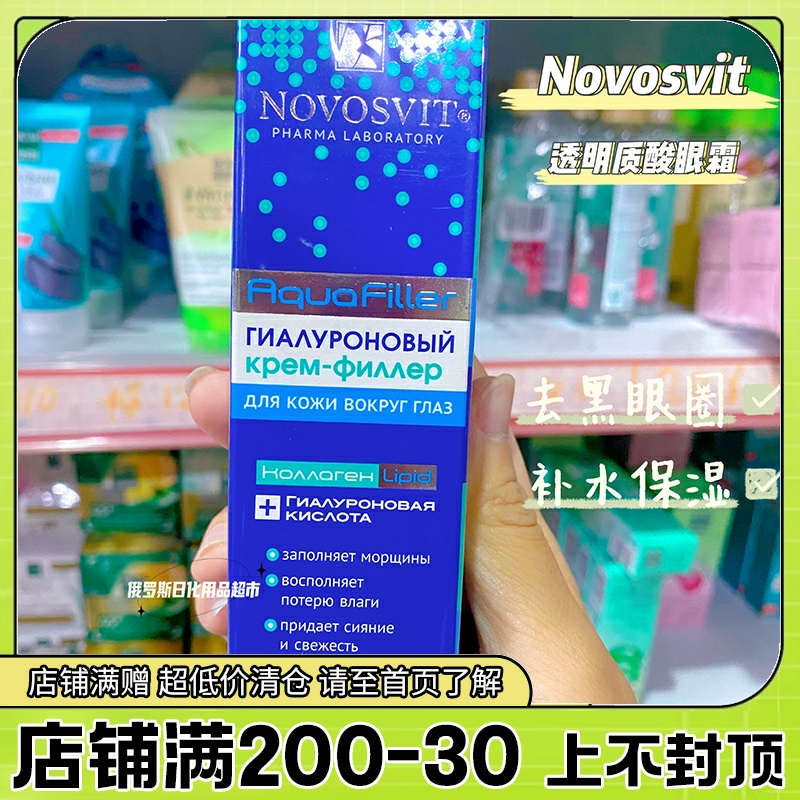 NOVOSVIT®
PHARMA LABORATORY
AquaFiller
ГИАЛУРОНОВЫЙ
крем-филлер
ДЛЯ КОЖИ ВОКРУГ ГЛАЗ
Коллаген Lipid
+ ГИАЛУРОНОВАЯ
КИСЛОТА
заполняет морщины
восполняет
потерю влаги
придает сияние
и свежесть
Novosvit
透明质酸眼霜
去黑眼圈
补水保湿
俄罗斯日化用品超市
店铺满赠 超低价清仓 请至首页了解
店铺满200-30 上不封顶